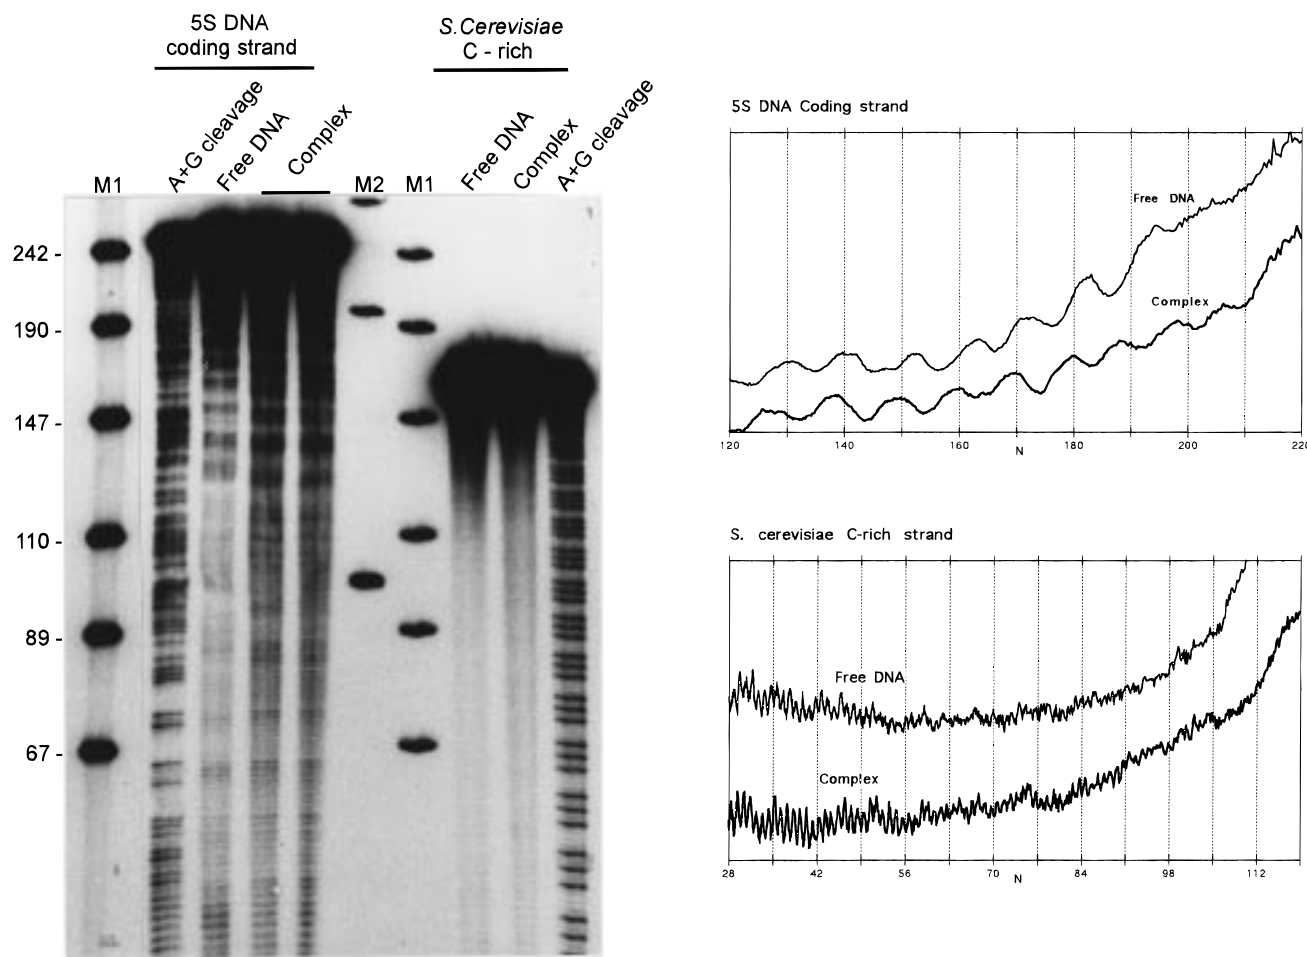 5S DNA
coding strand
S.Cerevisiae
C - rich
A+G cleavage
Free DNA
Complex
Free DNA
Complex
A+G cleavage
M1
M2
M1
242 -
190 -
147 -
110 -
89 -
67 -
5S DNA Coding strand
Free DNA
Complex
120 140 160 180 200 220
N
S. cerevisiae C-rich strand
Free DNA
Complex
28 42 56 70 84 98 112
N